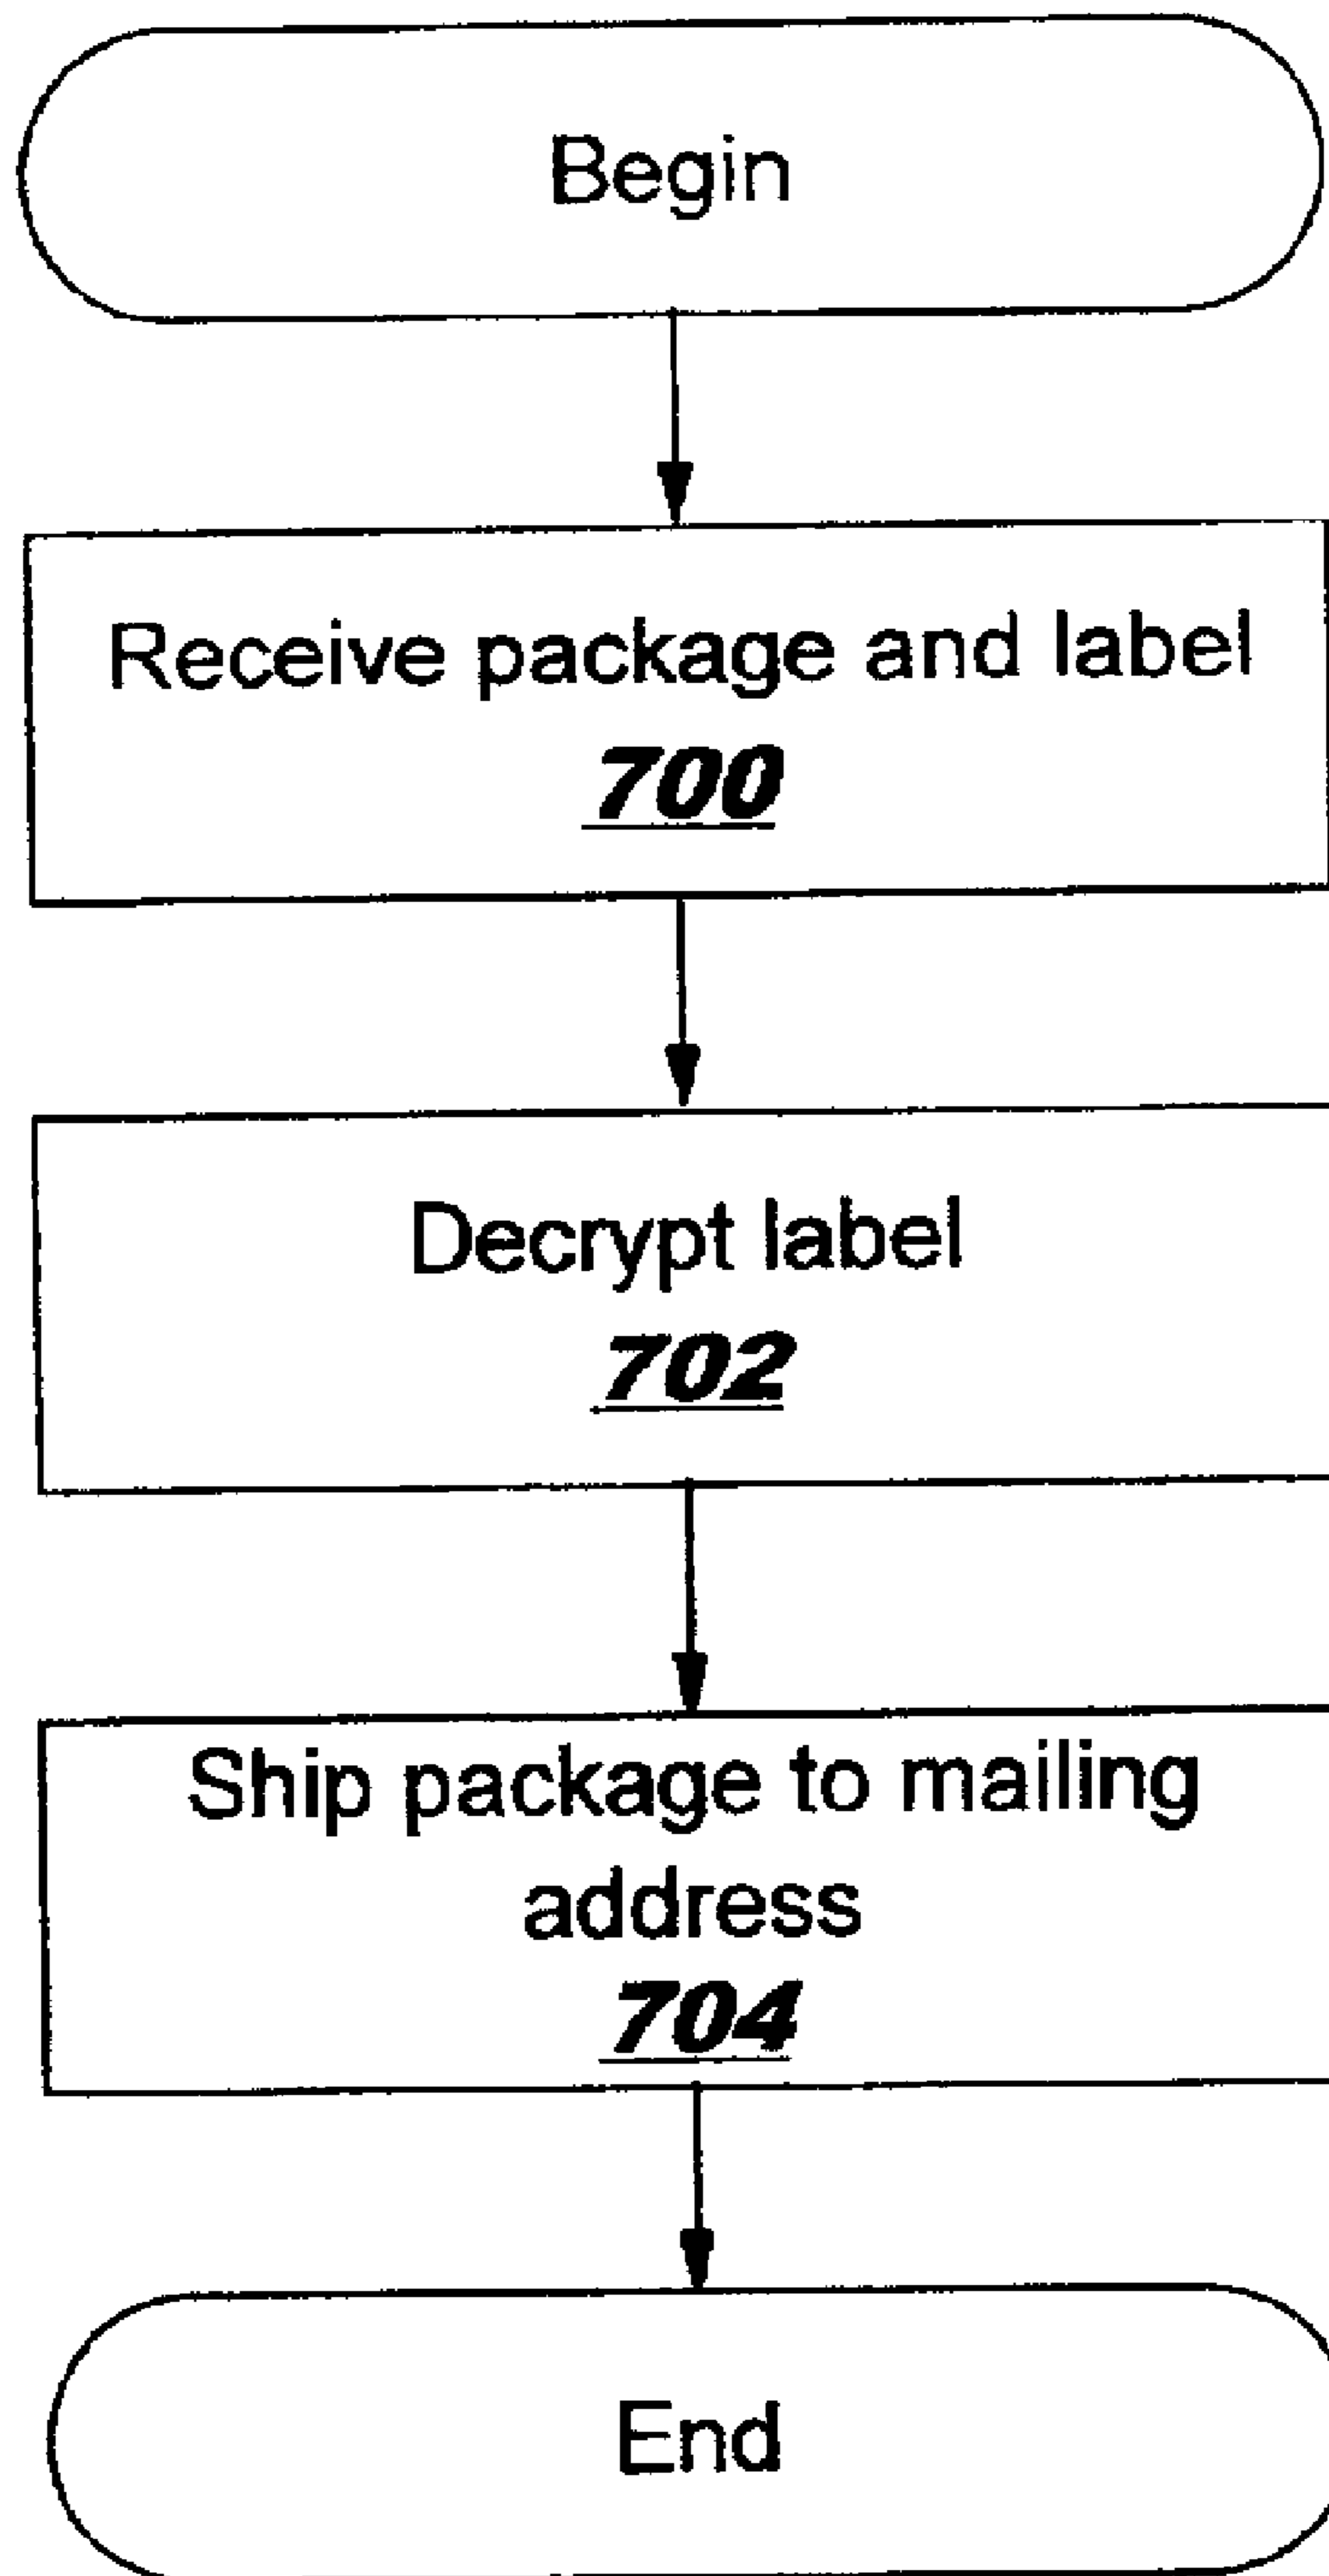 Begin
Receive package and label
700
Decrypt label
702
Ship package to mailing
address
704
End